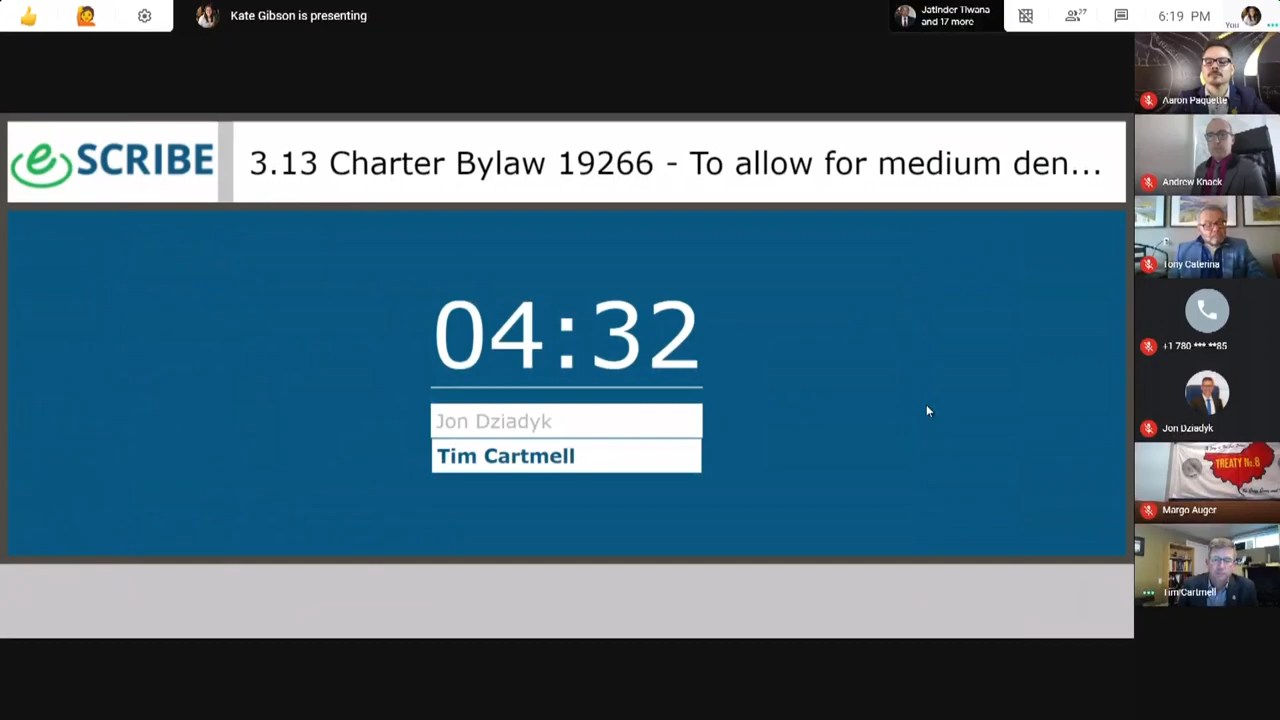 Kate Gibson is presenting
Jatinder Tiwana
and 17 more
27
6:19 PM
You
Aaron Paquette
eSCRIBE
3.13 Charter Bylaw 19266 - To allow for medium den...
Andrew Knack
Tony Caterina
04:32
+1 780 *** **85
Jon Dziadyk
Tim Cartmell
Jon Dziadyk
TREATY No. 8
Margo Auger
Tim Cartmell